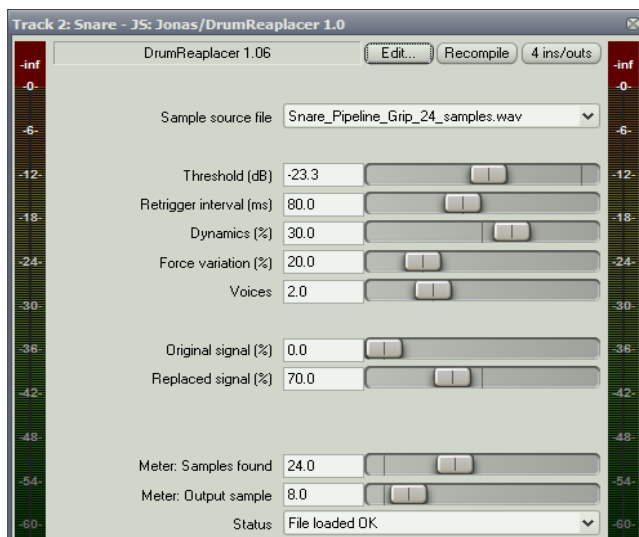 Track 2: Snare - JS: Jonas/DrumReaplacer 1.0
-inf DrumReaplacer 1.06 Edit... Recompile 4 ins/outs -inf
-0- -0-
Sample source file Snare_Pipeline_Grip_24_samples.wav
-6- -6-
-12- Threshold (dB) -23.3 -12-
Retrigger interval (ms) 80.0
-18- Dynamics (%) 30.0 -18-
-24- Force variation (%) 20.0 -24-
Voices 2.0
-30- -30-
-36- Original signal (%) 0.0 -36-
Replaced signal (%) 70.0
-42- -42-
-48- -48-
Meter: Samples found 24.0
-54- Meter: Output sample 8.0 -54-
-60- Status File loaded OK -60-